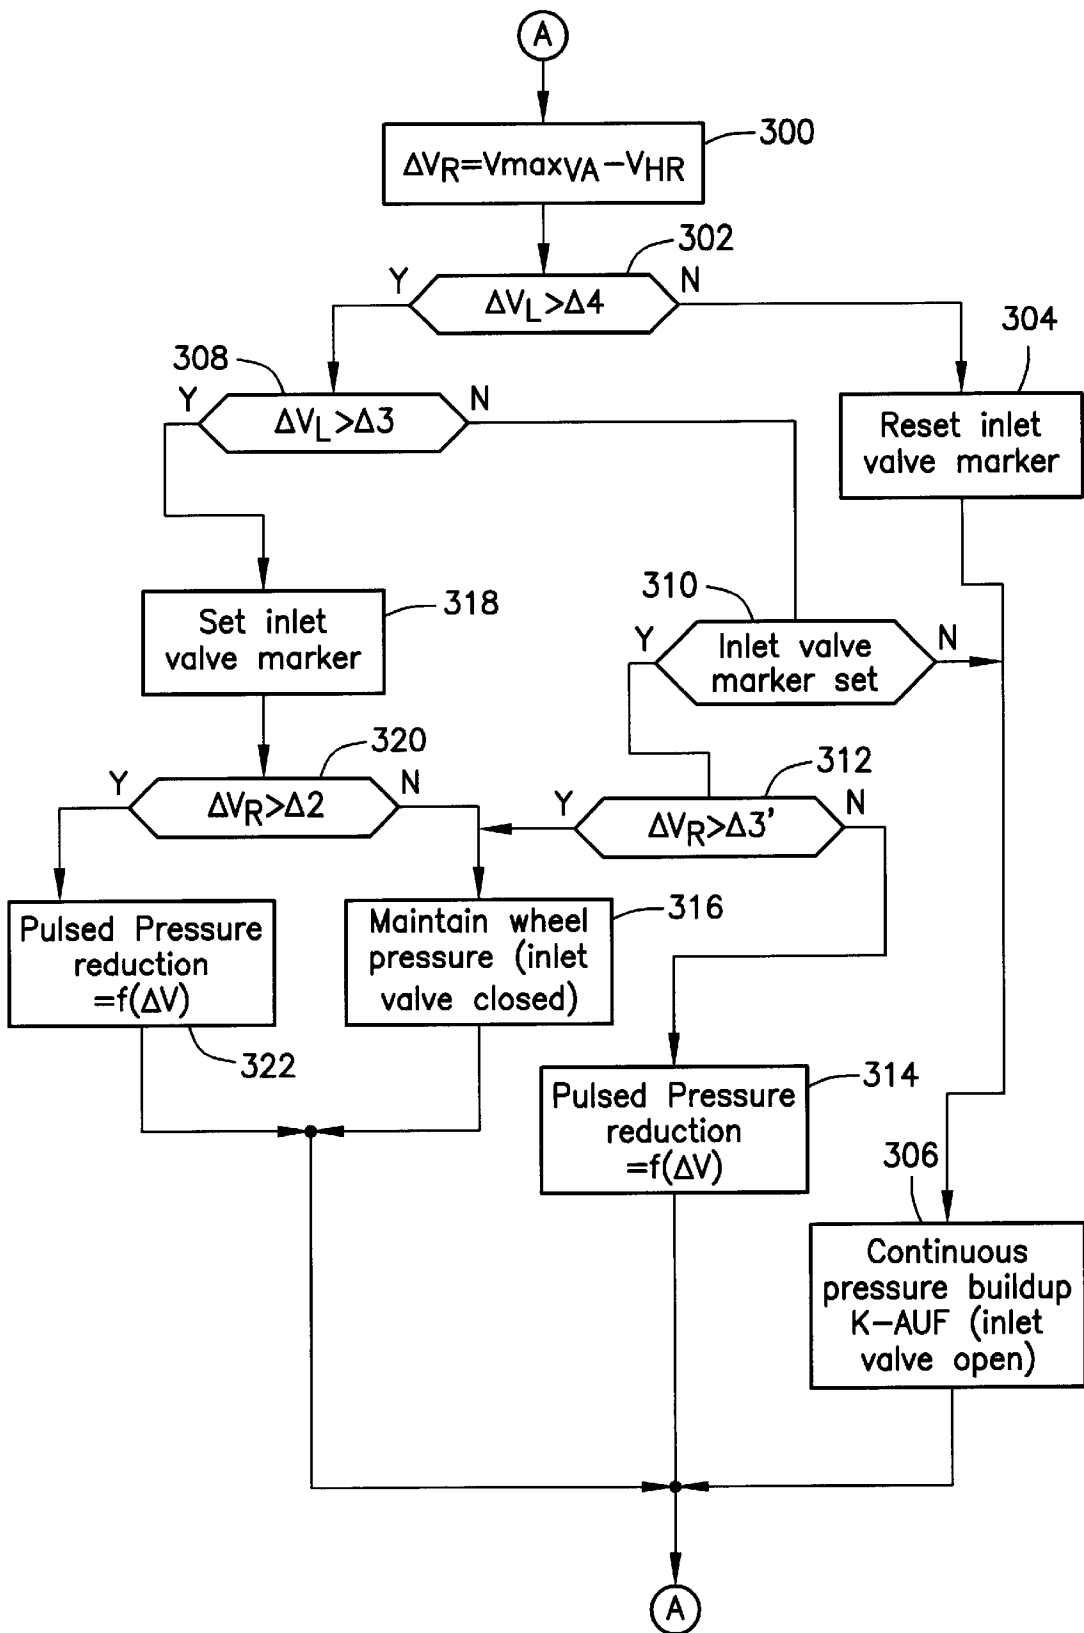 A
300
ΔVR=VmaxVA−VHR
302
Y
N
ΔVL>Δ4
304
308
Y
N
ΔVL>Δ3
Reset inlet
valve marker
318
310
Set inlet
valve marker
Y
N
Inlet valve
marker set
320
312
Y
N
ΔVR>Δ2
Y
N
ΔVR>Δ3'
316
Pulsed Pressure
reduction
=f(ΔV)
Maintain wheel
pressure (inlet
valve closed)
322
314
Pulsed Pressure
reduction
=f(ΔV)
306
Continuous
pressure buildup
K−AUF (inlet
valve open)
A